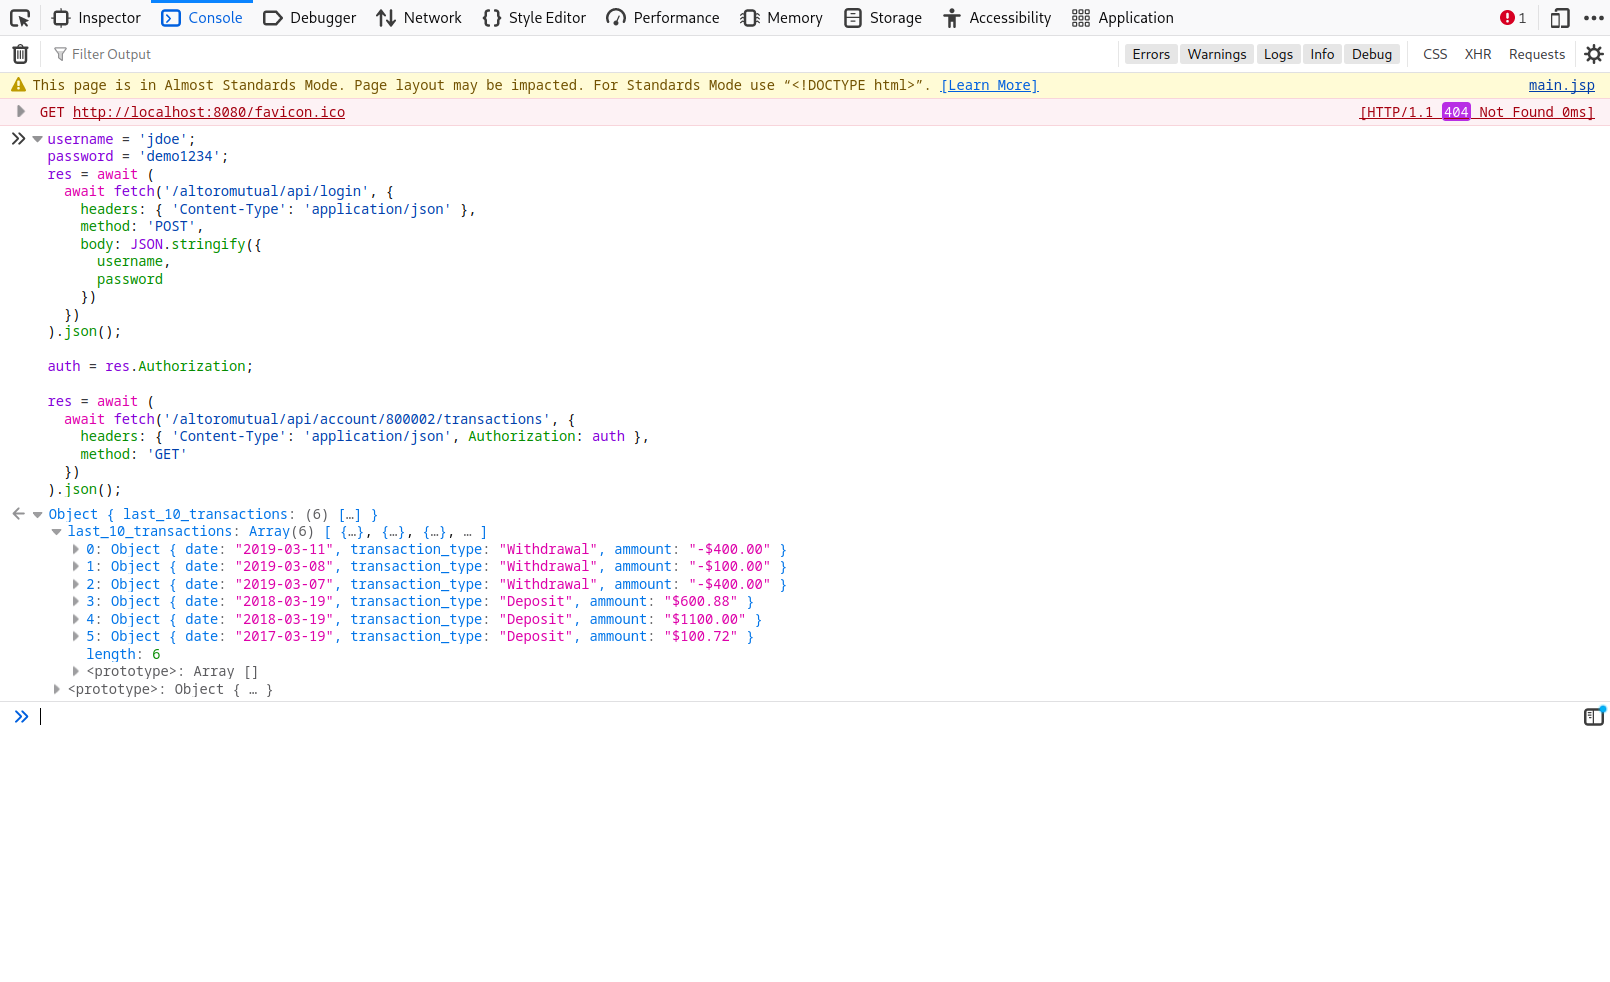 Inspector Console Debugger Network Style Editor Performance Memory Storage Accessibility Application 1
Filter Output Errors Warnings Logs Info Debug CSS XHR Requests
This page is in Almost Standards Mode. Page layout may be impacted. For Standards Mode use “<!DOCTYPE html>”. [Learn More] main.jsp
GET http://localhost:8080/favicon.ico [HTTP/1.1 404 Not Found 0ms]
username = 'jdoe';
password = 'demo1234';
res = await (
  await fetch('/altoromutual/api/login', {
    headers: { 'Content-Type': 'application/json' },
    method: 'POST',
    body: JSON.stringify({
      username,
      password
    })
  })
).json();
auth = res.Authorization;
res = await (
  await fetch('/altoromutual/api/account/800002/transactions', {
    headers: { 'Content-Type': 'application/json', Authorization: auth },
    method: 'GET'
  })
).json();
Object { last_10_transactions: (6) […] }
last_10_transactions: Array(6) [ {…}, {…}, {…}, … ]
0: Object { date: "2019-03-11", transaction_type: "Withdrawal", ammount: "-$400.00" }
1: Object { date: "2019-03-08", transaction_type: "Withdrawal", ammount: "-$100.00" }
2: Object { date: "2019-03-07", transaction_type: "Withdrawal", ammount: "-$400.00" }
3: Object { date: "2018-03-19", transaction_type: "Deposit", ammount: "$600.88" }
4: Object { date: "2018-03-19", transaction_type: "Deposit", ammount: "$1100.00" }
5: Object { date: "2017-03-19", transaction_type: "Deposit", ammount: "$100.72" }
length: 6
<prototype>: Array []
<prototype>: Object { … }